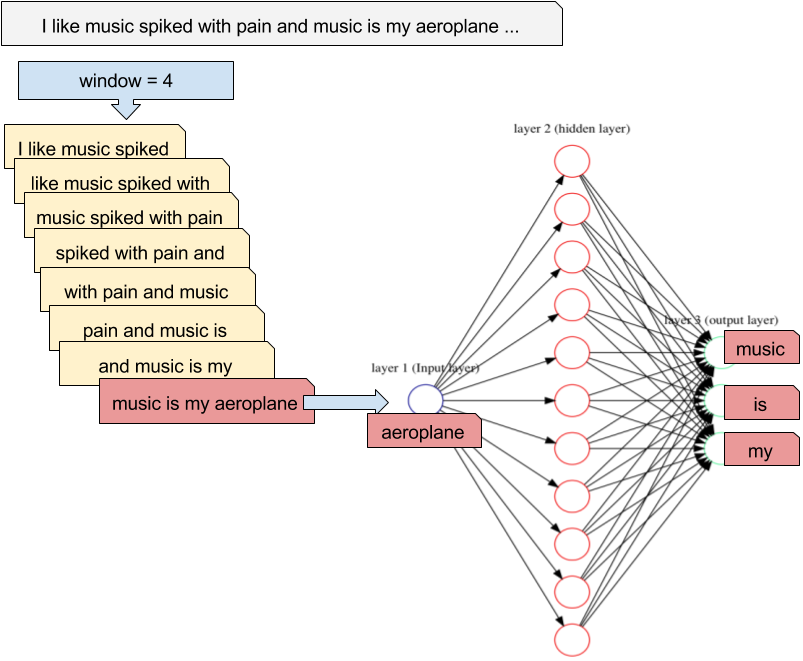 I like music spiked with pain and music is my aeroplane ...
window = 4
I like music spiked
like music spiked with
music spiked with pain
spiked with pain and
with pain and music
pain and music is
and music is my
music is my aeroplane
layer 1 (Input layer)
aeroplane
layer 2 (hidden layer)
layer 3 (output layer)
music
is
my